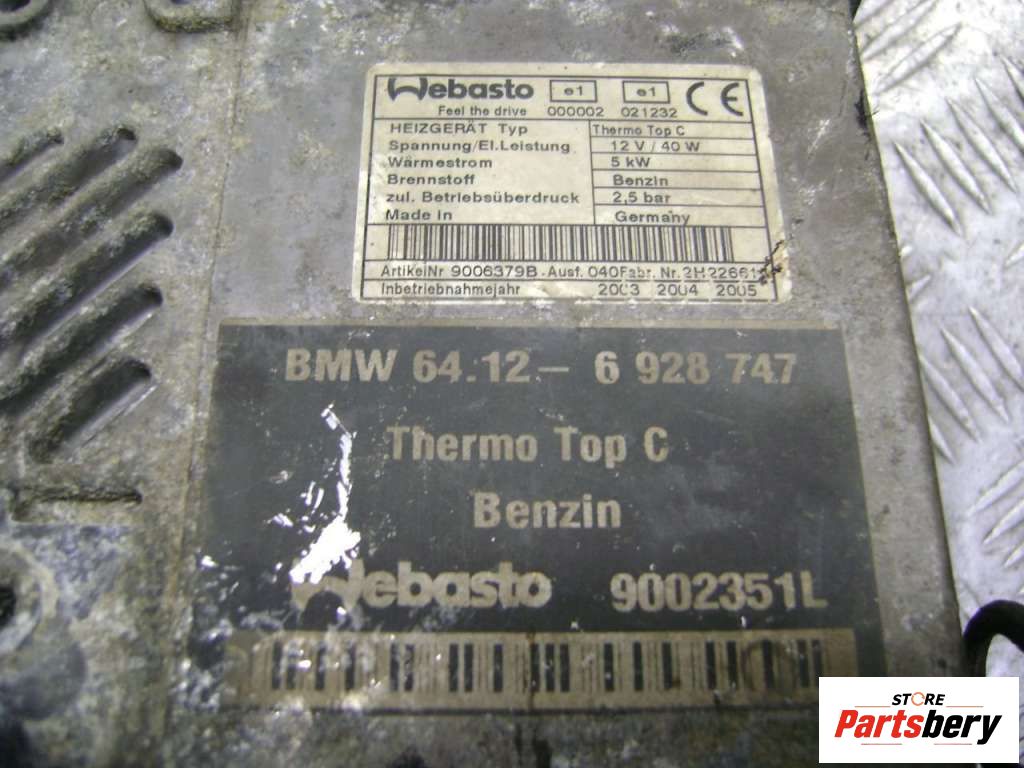 Webasto e1 e1 CE
Feel the drive 000002 021232
HEIZGERÄT Typ Thermo Top C
Spannung/El.Leistung 12 V / 40 W
Wärmestrom 5 kW
Brennstoff Benzin
zul. Betriebsüberdruck 2,5 bar
Made in Germany
ArtikelNr 9006379B Ausf. 040 Fabr. Nr.
Inbetriebnahmejahr 2003 2004 2005
BMW 64.12 – 6 928 747
Thermo Top C
Benzin
Webasto 9002351L
STORE
Partsbery